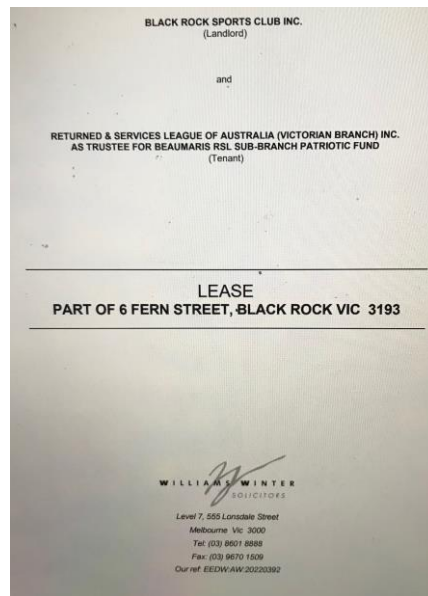 BLACK ROCK SPORTS CLUB INC.
(Landlord)
and
RETURNED & SERVICES LEAGUE OF AUSTRALIA (VICTORIAN BRANCH) INC.
AS TRUSTEE FOR BEAUMARIS RSL SUB-BRANCH PATRIOTIC FUND
(Tenant)
LEASE
PART OF 6 FERN STREET, BLACK ROCK VIC 3193
WILLIAMS WINTER
SOLICITORS
Level 7, 555 Lonsdale Street
Melbourne Vic 3000
Tel: (03) 8601 8888
Fax: (03) 9670 1509
Our ref: EEDW:AW:20220392